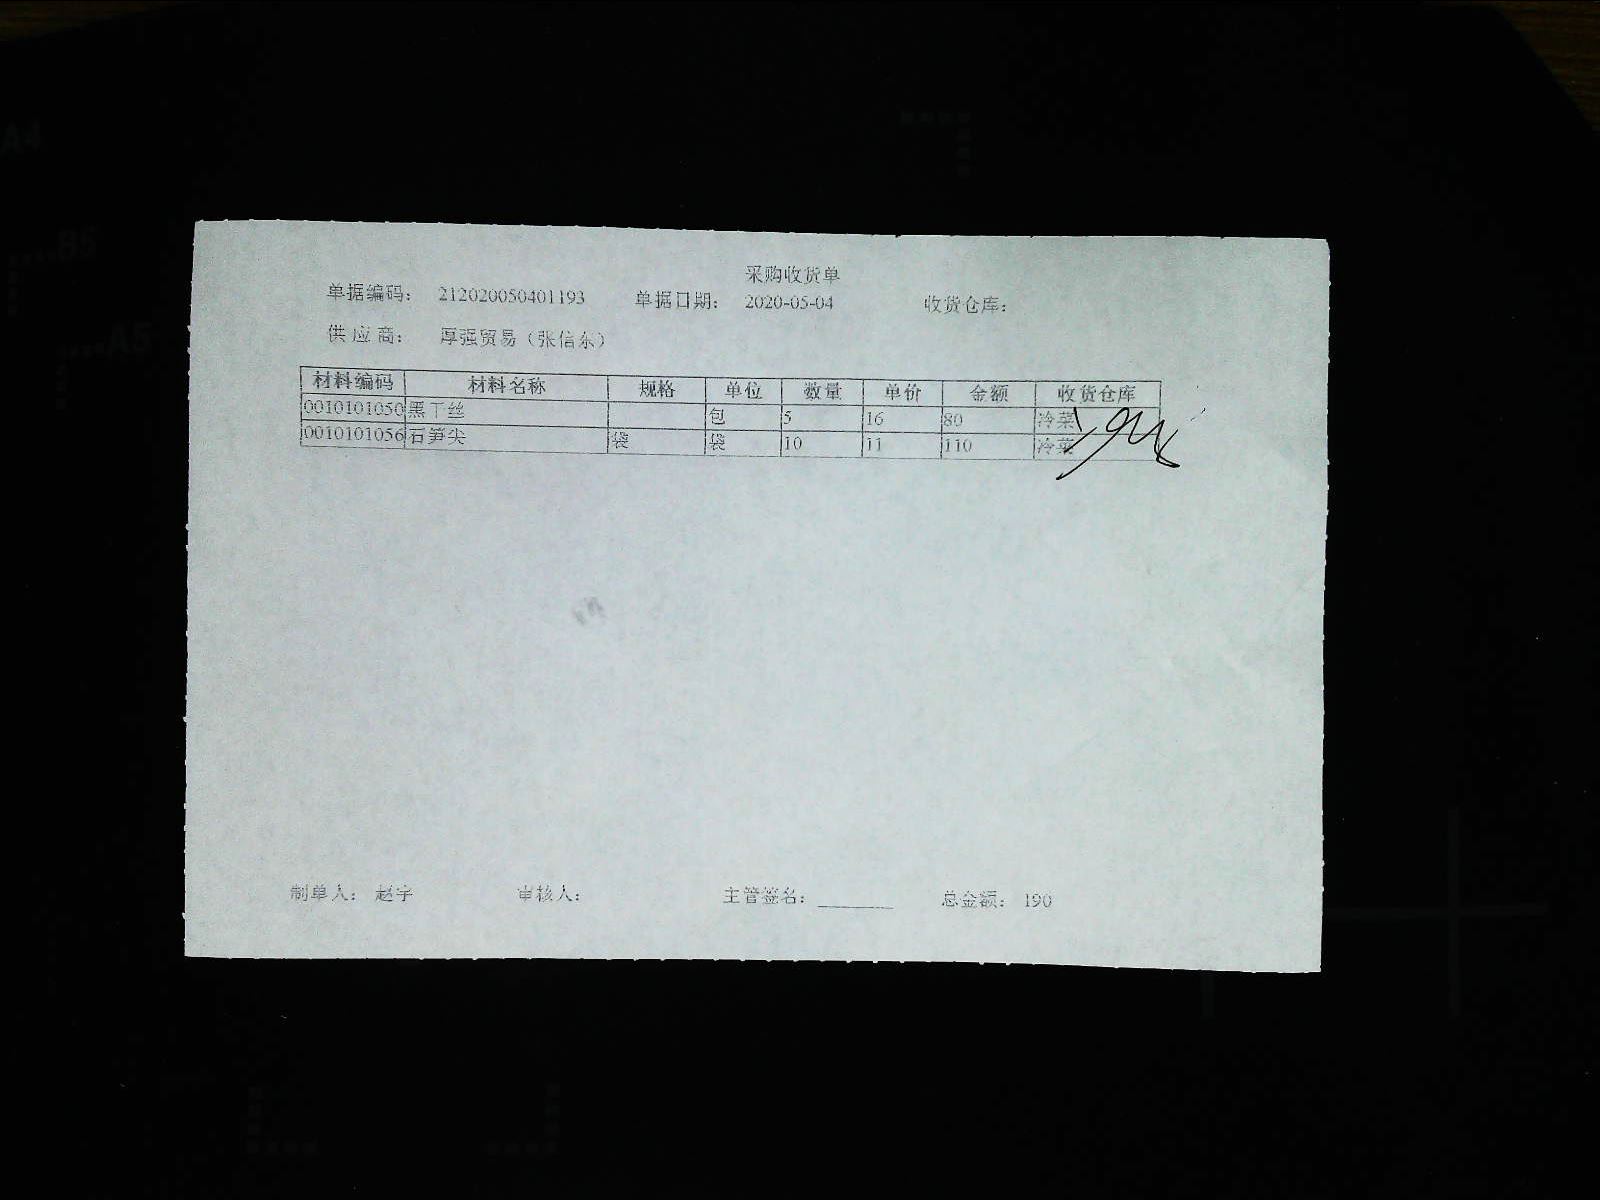 A4
B5
A5
采购收货单
单据编码： 212020050401193 单据日期： 2020-05-04 收货仓库：
供 应 商： 厚强贸易（张信东）
材料编码 材料名称 规格 单位 数量 单价 金额 收货仓库
0010101050 黑干丝 包 5 16 80 冷菜
0010101056 石笋尖 袋 袋 10 11 110 冷菜
制单人： 赵宇 审核人： 主管签名： 总金额： 190